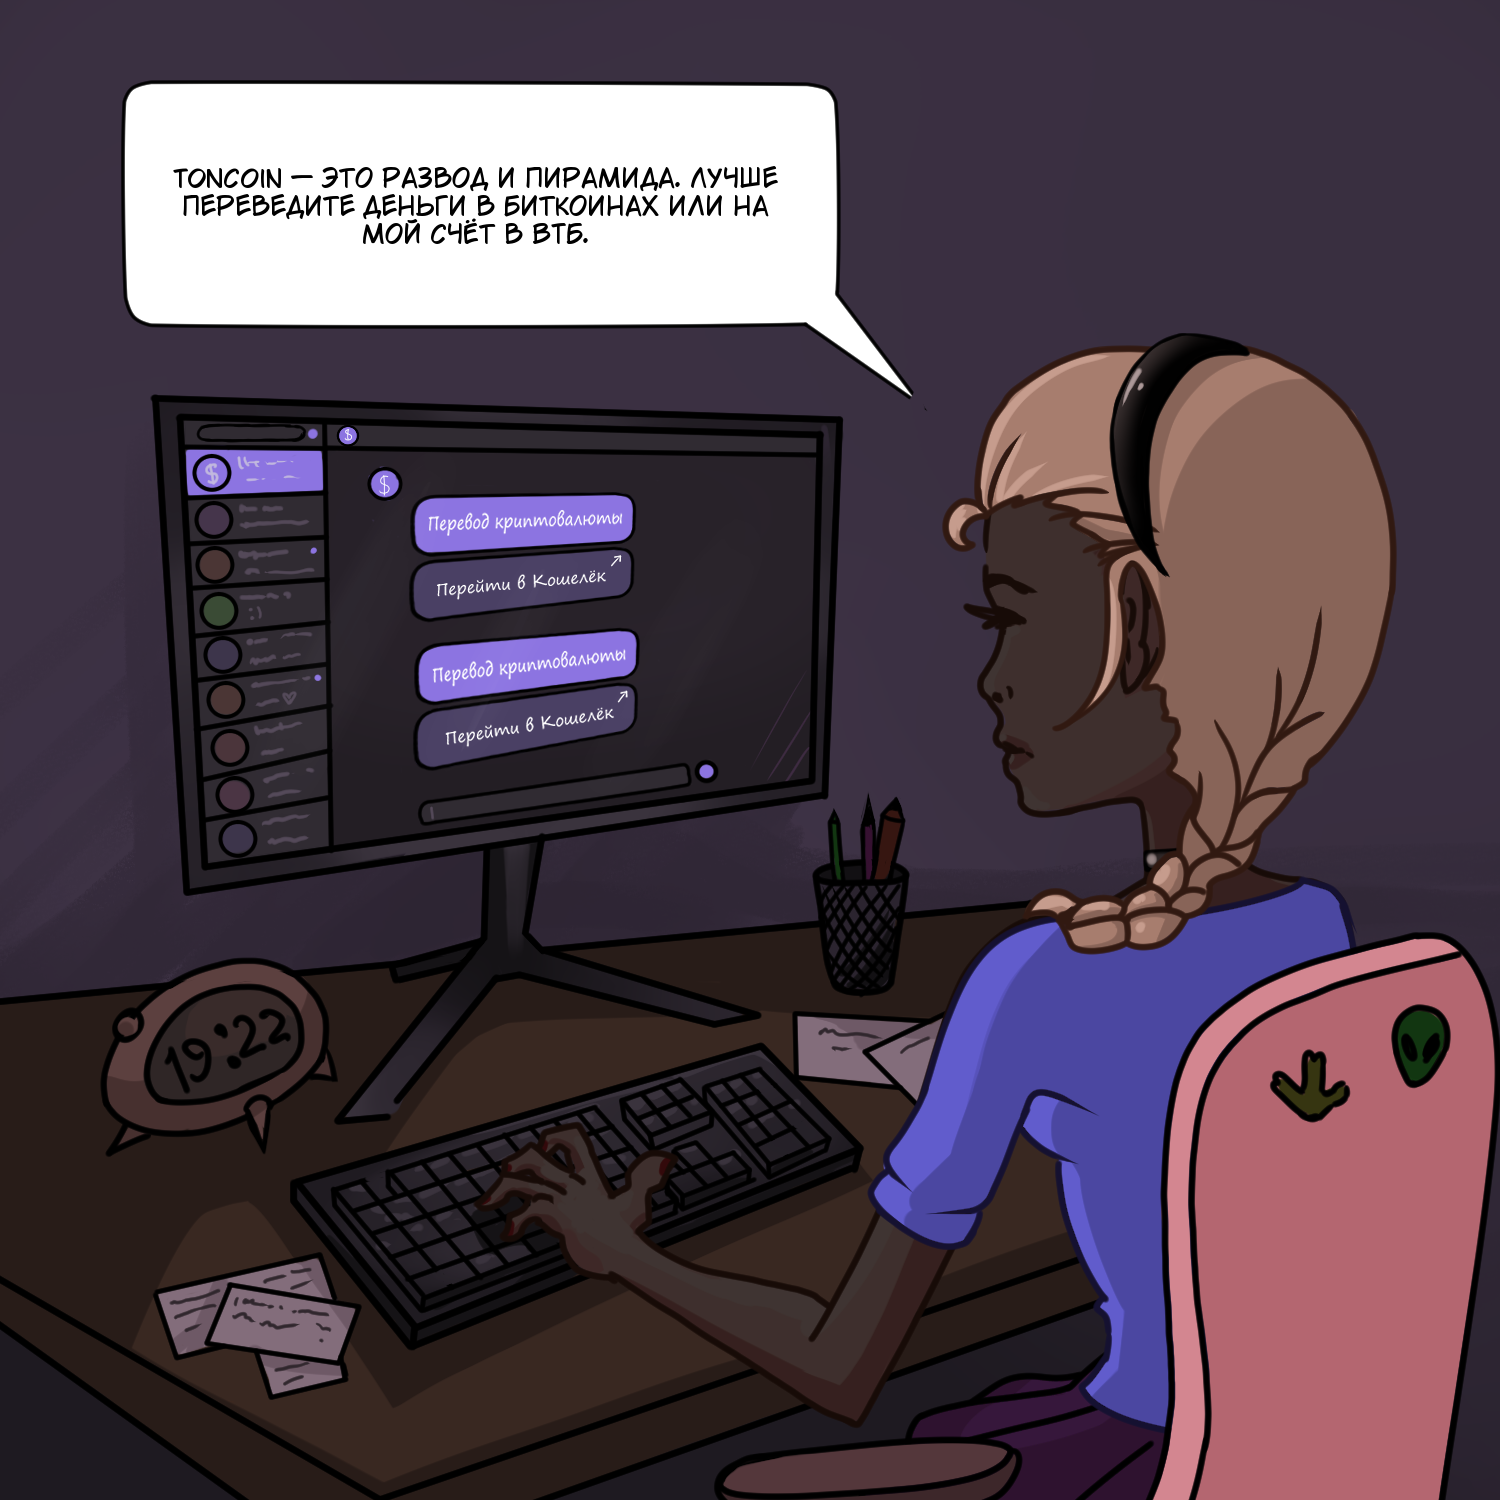 TONCOIN — ЭТО РАЗВОД И ПИРАМИДА. ЛУЧШЕ
ПЕРЕВЕДИТЕ ДЕНЬГИ В БИТКОИНАХ ИЛИ НА
МОЙ СЧЁТ В ВТБ.
$
$
$
Перевод криптовалюты
Перейти в Кошелёк
:)
Перевод криптовалюты
Перейти в Кошелёк
19:22